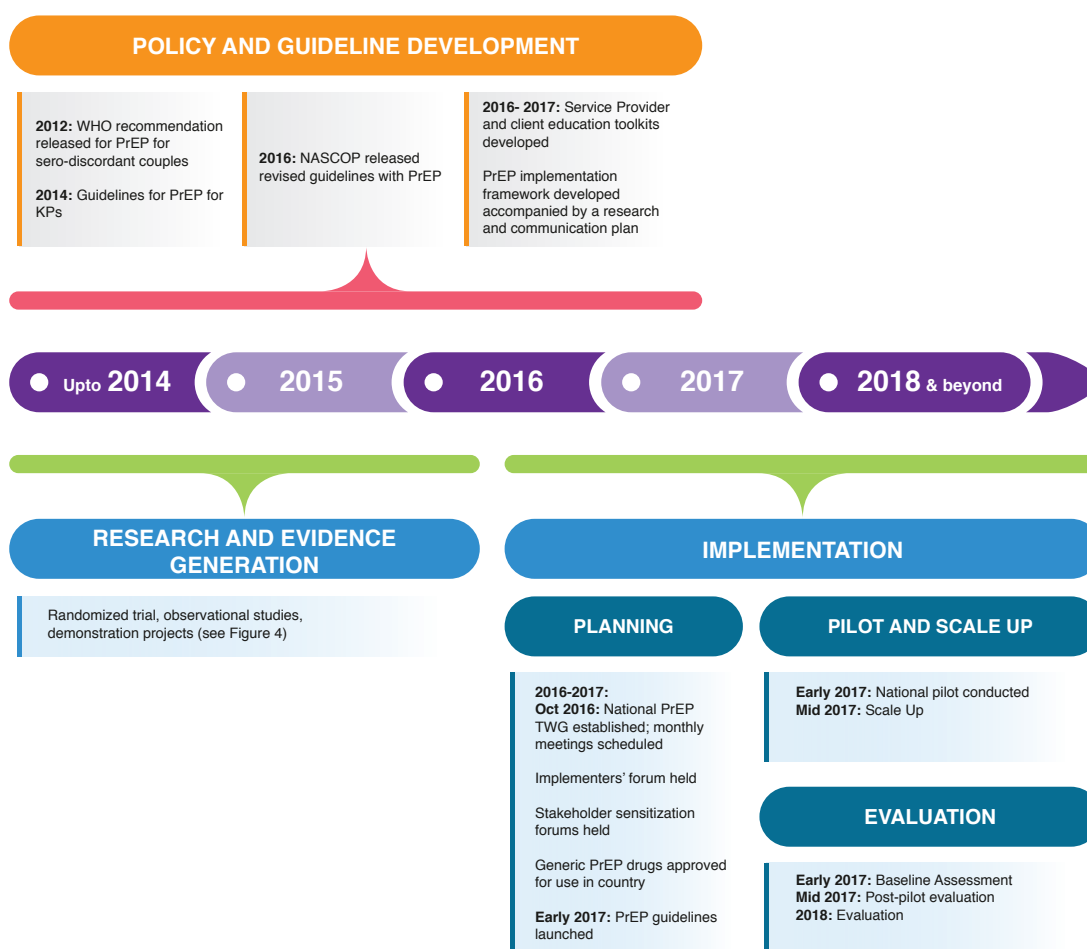 POLICY AND GUIDELINE DEVELOPMENT
2012: WHO recommendation
released for PrEP for
sero-discordant couples
2014: Guidelines for PrEP for
KPs
2016: NASCOP released
revised guidelines with PrEP
2016- 2017: Service Provider
and client education toolkits
developed
PrEP implementation
framework developed
accompanied by a research
and communication plan
Upto 2014
2015
2016
2017
2018 & beyond
RESEARCH AND EVIDENCE
GENERATION
Randomized trial, observational studies,
demonstration projects (see Figure 4)
IMPLEMENTATION
PLANNING
2016-2017:
Oct 2016: National PrEP
TWG established; monthly
meetings scheduled
Implementers' forum held
Stakeholder sensitization
forums held
Generic PrEP drugs approved
for use in country
Early 2017: PrEP guidelines
launched
PILOT AND SCALE UP
Early 2017: National pilot conducted
Mid 2017: Scale Up
EVALUATION
Early 2017: Baseline Assessment
Mid 2017: Post-pilot evaluation
2018: Evaluation